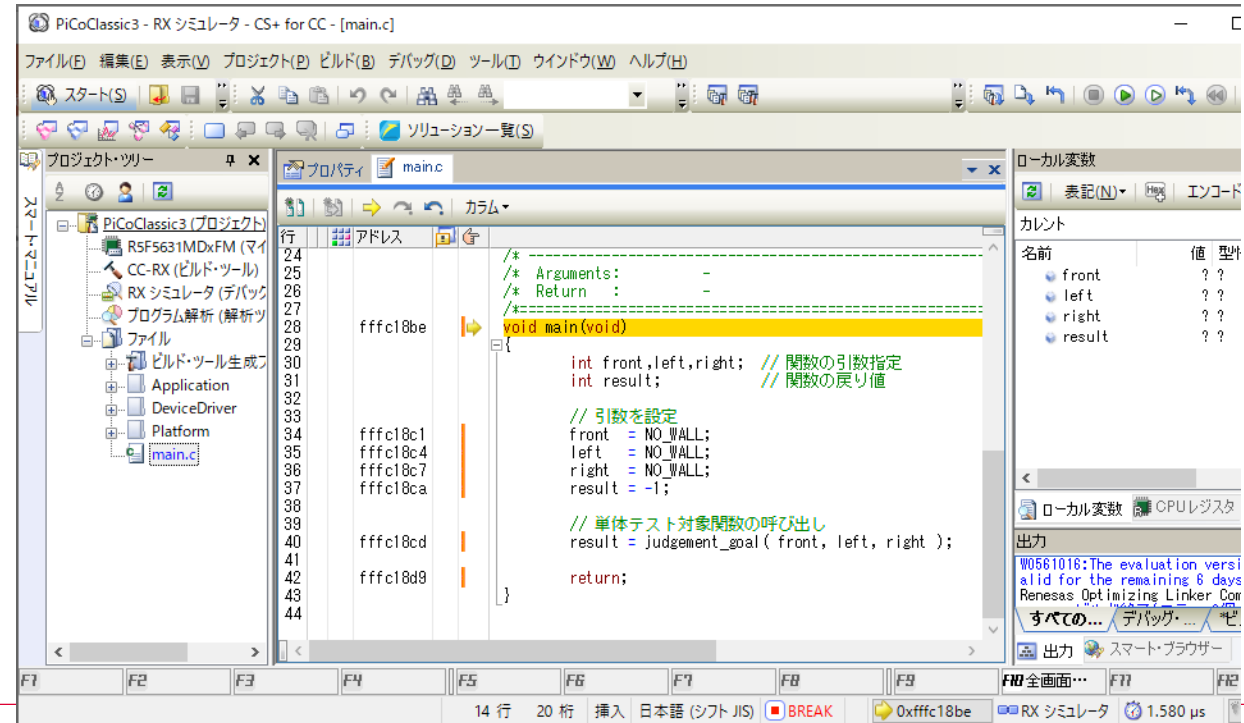 PiCoClassic3 - RX シミュレータ - CS+ for CC - [main.c]
ファイル(F) 編集(E) 表示(V) プロジェクト(P) ビルド(B) デバッグ(D) ツール(T) ウインドウ(W) ヘルプ(H)
スタート(S)
ソリューション一覧(S)
スマート・マニュアル
プロジェクト・ツリー
PiCoClassic3 (プロジェクト)
R5F5631MDxFM (マイ
CC-RX (ビルド・ツール)
RX シミュレータ (デバッグ
プログラム解析 (解析ツ
ファイル
ビルド・ツール生成フ
Application
DeviceDriver
Platform
main.c
プロパティ main.c
カラム
行 アドレス
24 /* ------------------------------------------------
25 /* Arguments: -
26 /* Return : -
27 /*================================================
28 fffc18be void main(void)
29 {
30 int front,left,right; // 関数の引数指定
31 int result; // 関数の戻り値
32
33 // 引数を設定
34 fffc18c1 front = NO_WALL;
35 fffc18c4 left = NO_WALL;
36 fffc18c7 right = NO_WALL;
37 fffc18ca result = -1;
38
39 // 単体テスト対象関数の呼び出し
40 fffc18cd result = judgement_goal( front, left, right );
41
42 fffc18d9 return;
43 }
44
ローカル変数
表記(N) Hex エンコード
カレント
名前 値 型
front ? ?
left ? ?
right ? ?
result ? ?
ローカル変数 CPUレジスタ
出力
W0561016:The evaluation versi
alid for the remaining 6 days
Renesas Optimizing Linker Com
すべての... デバッグ・... *ビ
出力 スマート・ブラウザー
F1 F2 F3 F4 F5 F6 F7 F8 F9 F10 全画面… F11 F12
14 行 20 桁 挿入 日本語 (シフト JIS) BREAK 0xfffc18be RX シミュレータ 1.580 µs